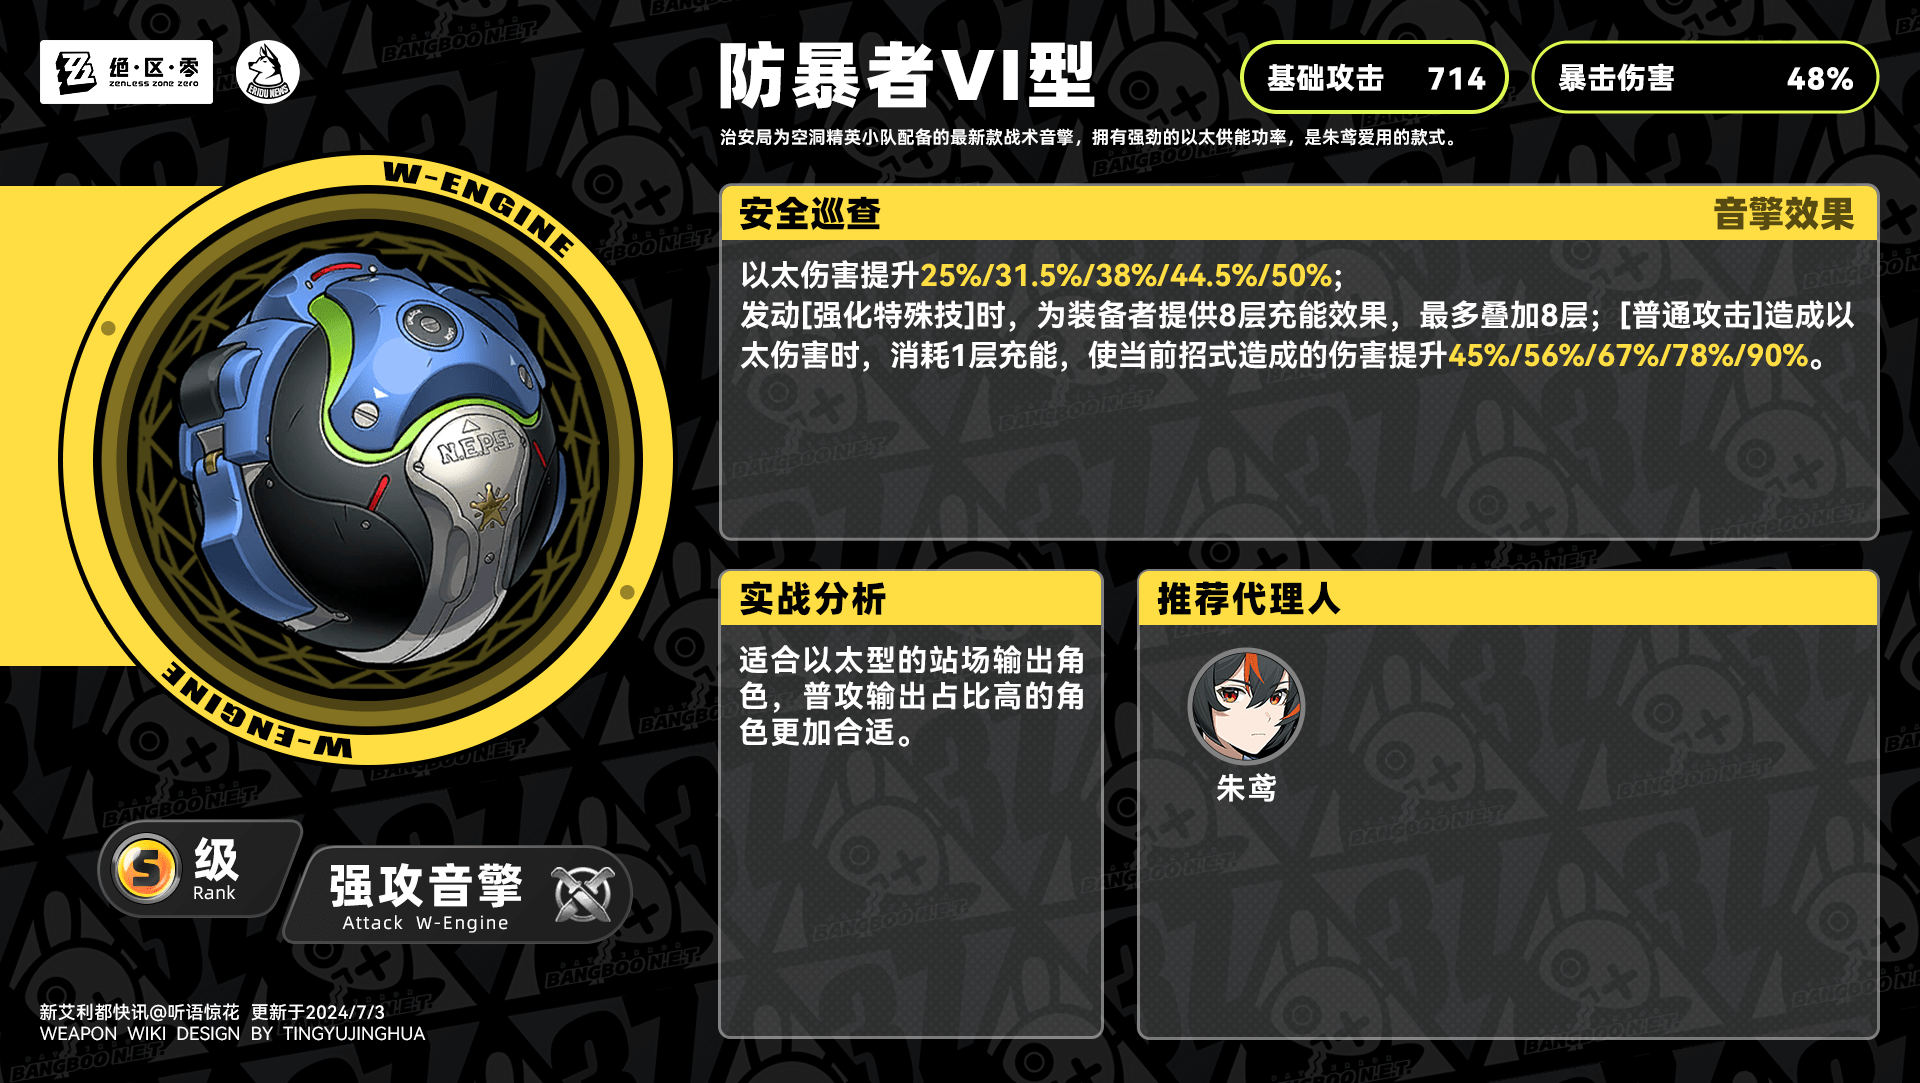 绝·区·零
ZENLESS ZONE ZERO
ERIDU NEWS
防暴者VI型
基础攻击 714
暴击伤害 48%
治安局为空洞精英小队配备的最新款战术音擎，拥有强劲的以太供能功率，是朱鸢爱用的款式。
W-ENGINE
N.E.P.S.
W-ENGINE
安全巡查
音擎效果
以太伤害提升25%/31.5%/38%/44.5%/50%；
发动[强化特殊技]时，为装备者提供8层充能效果，最多叠加8层；[普通攻击]造成以
太伤害时，消耗1层充能，使当前招式造成的伤害提升45%/56%/67%/78%/90%。
实战分析
适合以太型的站场输出角
色，普攻输出占比高的角
色更加合适。
推荐代理人
朱鸢
S级
Rank
强攻音擎
Attack W-Engine
新艾利都快讯@听语惊花 更新于2024/7/3
WEAPON WIKI DESIGN BY TINGYUJINGHUA
BANGBOO N.E.T.